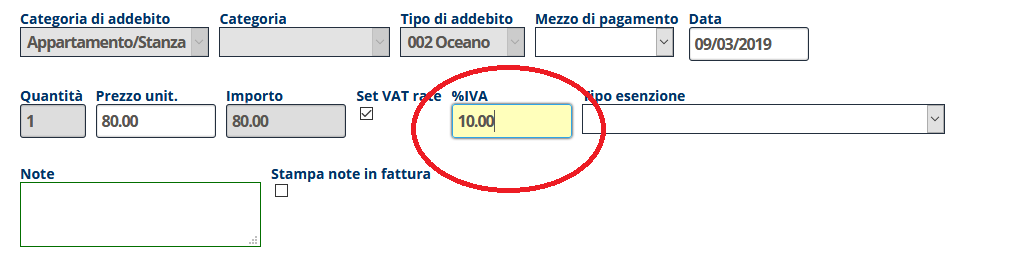 Categoria di addebito Categoria Tipo di addebito Mezzo di pagamento Data
Appartamento/Stanza 002 Oceano 09/03/2019
Quantità Prezzo unit. Importo Set VAT rate %IVA Tipo esenzione
1 80.00 80.00 10.00
Note Stampa note in fattura